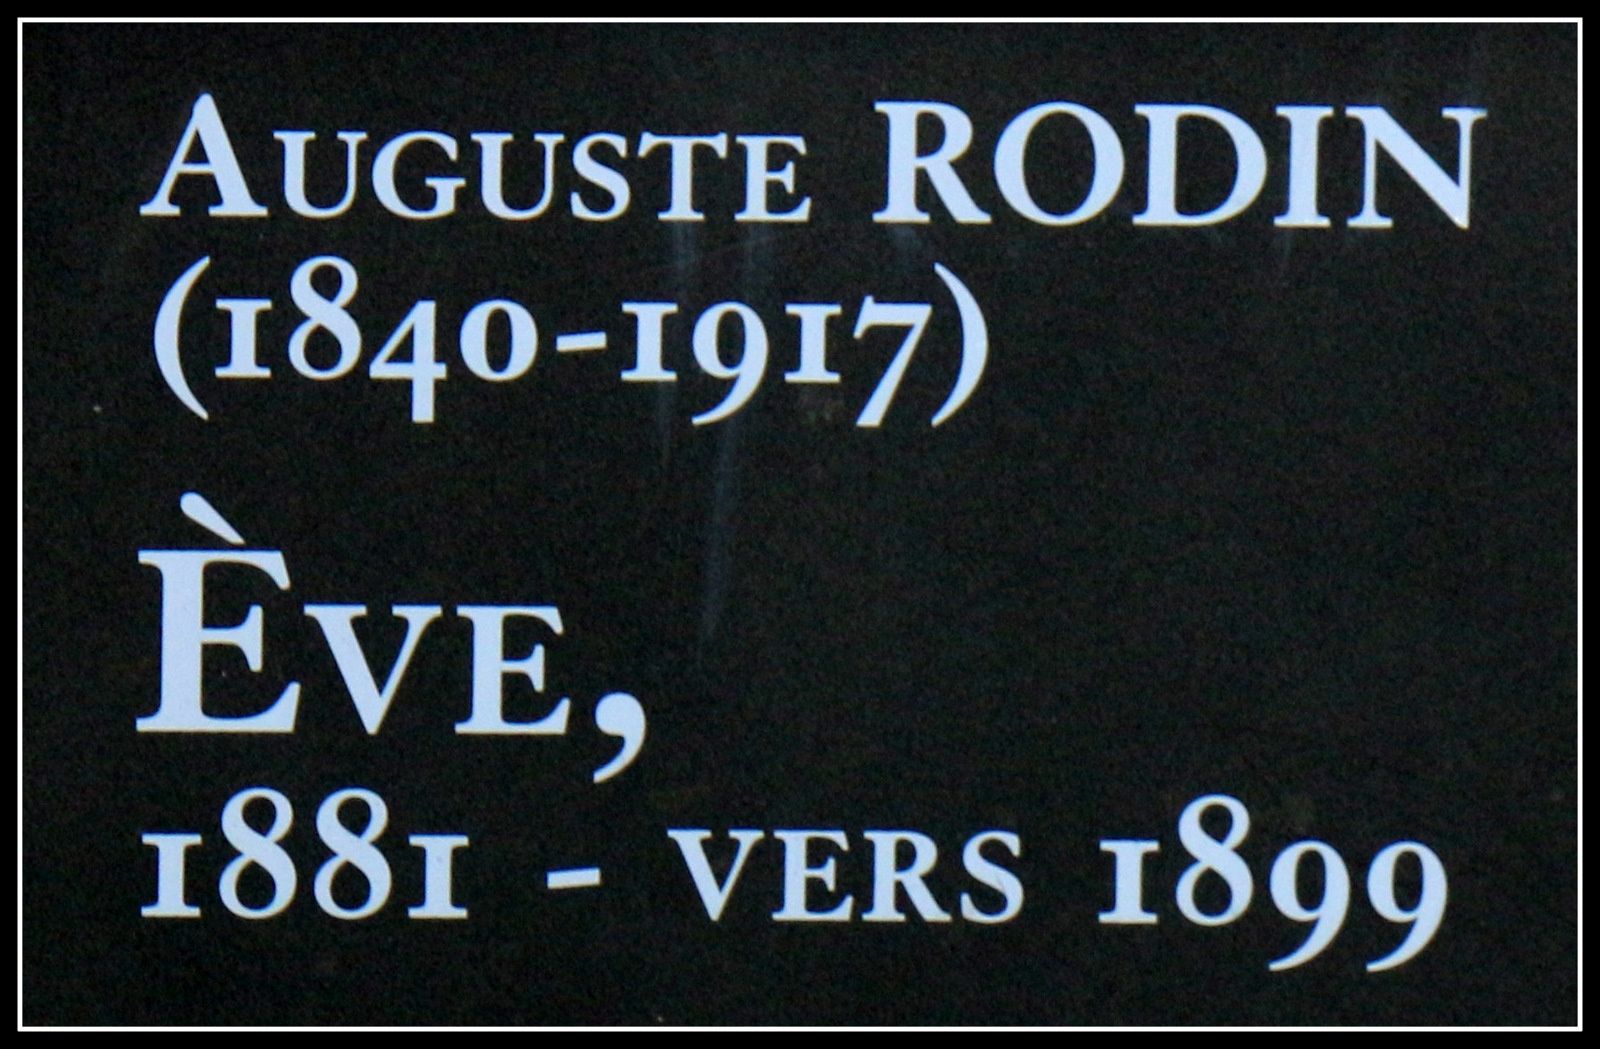 Auguste RODIN
(1840-1917)
Ève,
1881 - vers 1899